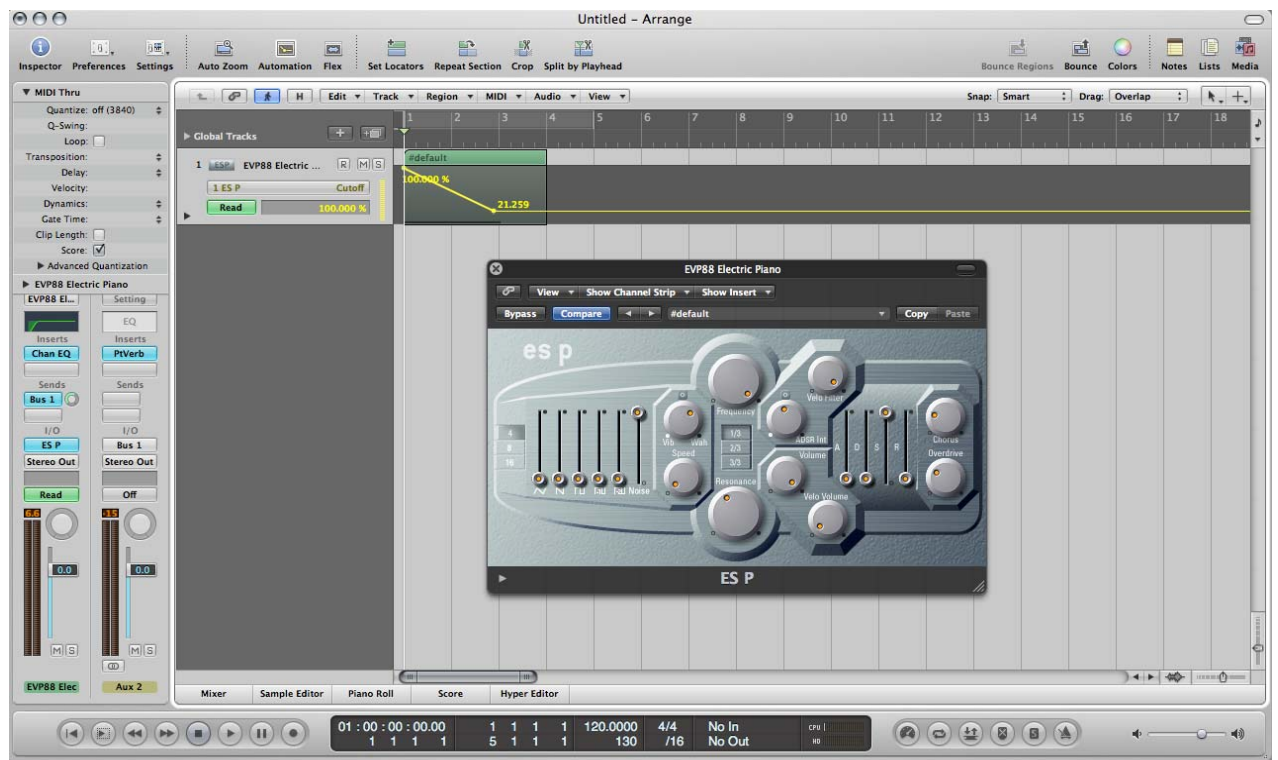 Untitled – Arrange
Inspector Preferences Settings Auto Zoom Automation Flex Set Locators Repeat Section Crop Split by Playhead Bounce Regions Bounce Colors Notes Lists Media
MIDI Thru
Quantize: off (3840)
Q-Swing:
Loop:
Transposition:
Delay:
Velocity:
Dynamics:
Gate Time:
Clip Length:
Score:
Advanced Quantization
EVP88 Electric Piano
EVP88 El... Setting
EQ
Inserts Inserts
Chan EQ PtVerb
Sends Sends
Bus 1
I/O I/O
ES P Bus 1
Stereo Out Stereo Out
Read Off
6.6 -15
0.0 0.0
M S M S
EVP88 Elec Aux 2
H Edit Track Region MIDI Audio View Snap: Smart Drag: Overlap
Global Tracks
1 2 3 4 5 6 7 8 9 10 11 12 13 14 15 16 17 18
1 ESP EVP88 Electric ... R M S
1 ES P Cutoff
Read 100.000 %
#default
100.000 %
21.259
EVP88 Electric Piano
View Show Channel Strip Show Insert
Bypass Compare #default Copy Paste
es p
4
8
16
Noise
Vib Wah
Speed
Frequency
1/3
2/3
3/3
Resonance
Velo Filter
ADSR Int
Volume
Velo Volume
A D S R
Chorus
Overdrive
ES P
Mixer Sample Editor Piano Roll Score Hyper Editor
01 : 00 : 00 : 00.00 1 1 1 1 120.0000 4/4 No In CPU
1 1 1 1 5 1 1 1 130 /16 No Out HD